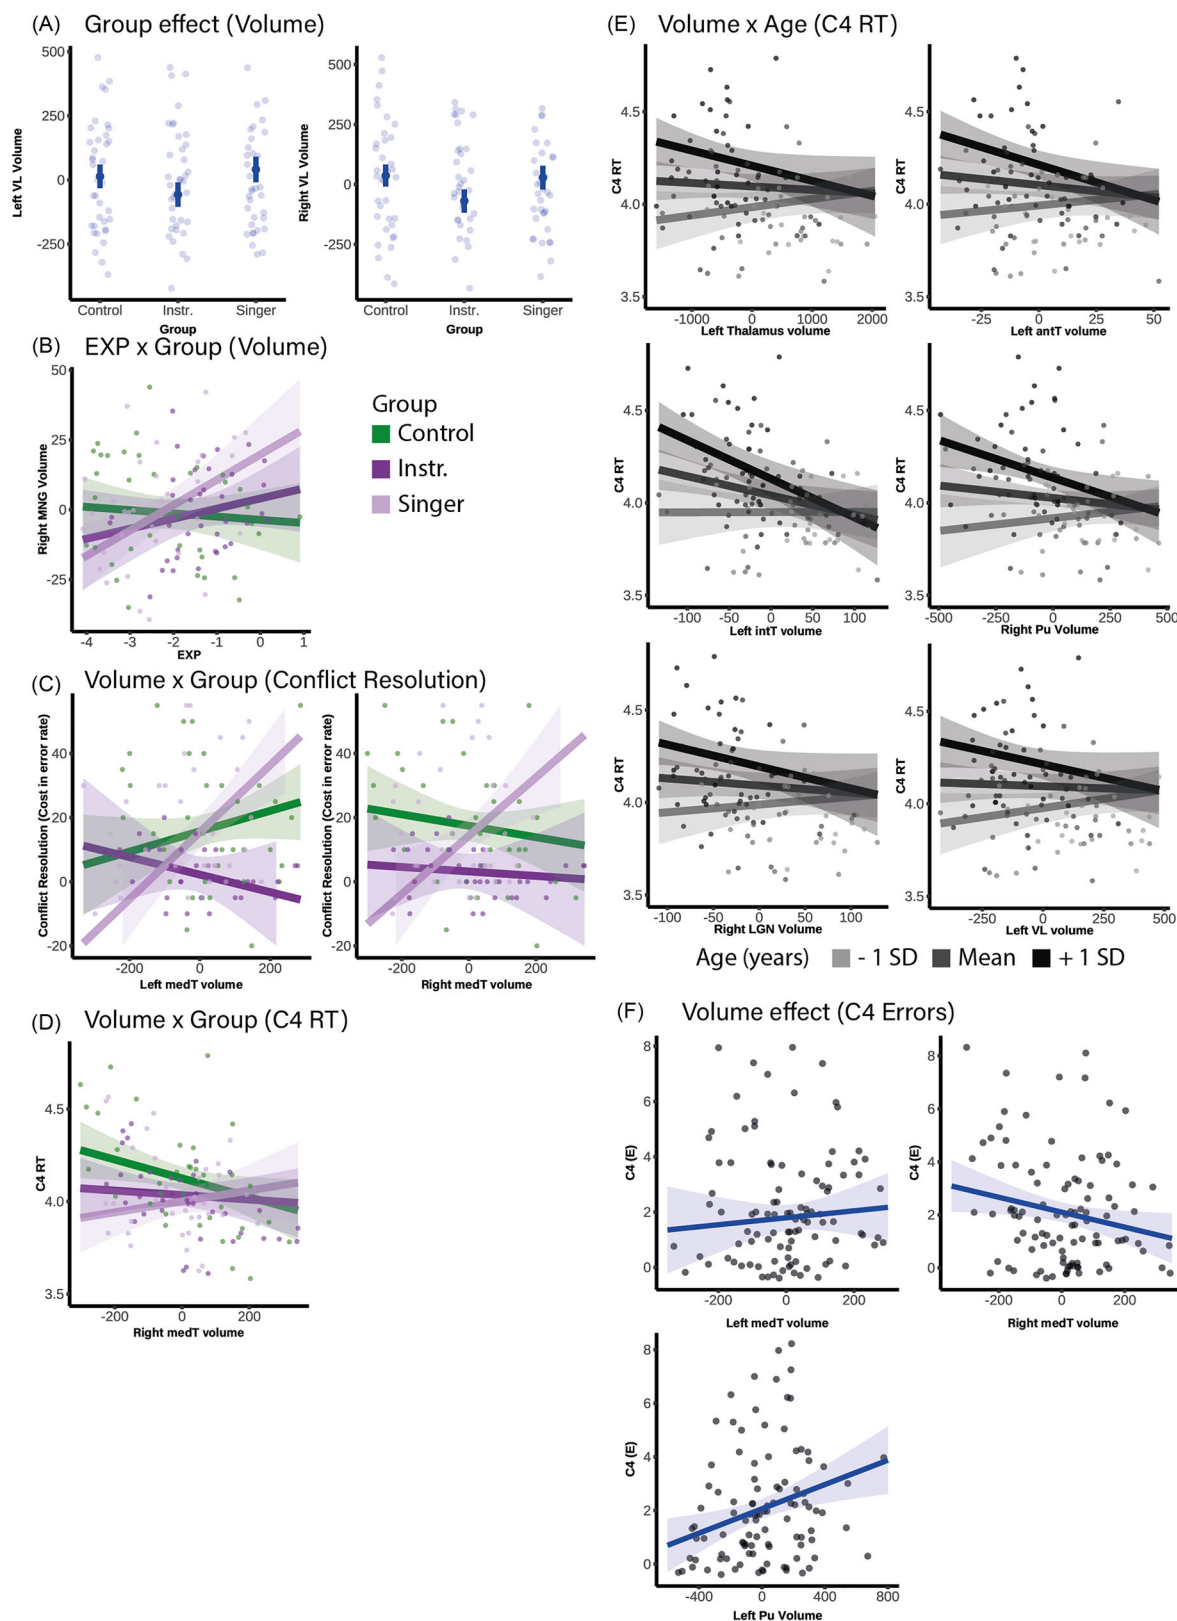 (A) Group effect (Volume)
500
250
0
-250
Left VL Volume
Control Instr. Singer
Group
500
250
0
-250
Right VL Volume
Control Instr. Singer
Group
(B) EXP x Group (Volume)
50
25
0
-25
Right MNG Volume
-4 -3 -2 -1 0 1
EXP
Group
Control
Instr.
Singer
(C) Volume x Group (Conflict Resolution)
40
20
0
-20
Conflict Resolution (Cost in error rate)
-200 0 200
Left medT volume
40
20
0
-20
Conflict Resolution (Cost in error rate)
-200 0 200
Right medT volume
(D) Volume x Group (C4 RT)
4.5
4.0
3.5
C4 RT
-200 0 200
Right medT volume
(E) Volume x Age (C4 RT)
4.5
4.0
3.5
C4 RT
-1000 0 1000 2000
Left Thalamus volume
4.5
4.0
3.5
C4 RT
-25 0 25 50
Left antT volume
4.5
4.0
3.5
C4 RT
-100 -50 0 50 100
Left intT volume
4.5
4.0
3.5
C4 RT
-500 -250 0 250 500
Right Pu Volume
4.5
4.0
3.5
C4 RT
-100 -50 0 50 100
Right LGN Volume
4.5
4.0
3.5
C4 RT
-250 0 250 500
Left VL volume
Age (years) - 1 SD Mean + 1 SD
(F) Volume effect (C4 Errors)
8
6
4
2
0
C4 (E)
-200 0 200
Left medT volume
8
6
4
2
0
C4 (E)
-200 0 200
Right medT volume
8
6
4
2
0
C4 (E)
-400 0 400 800
Left Pu Volume